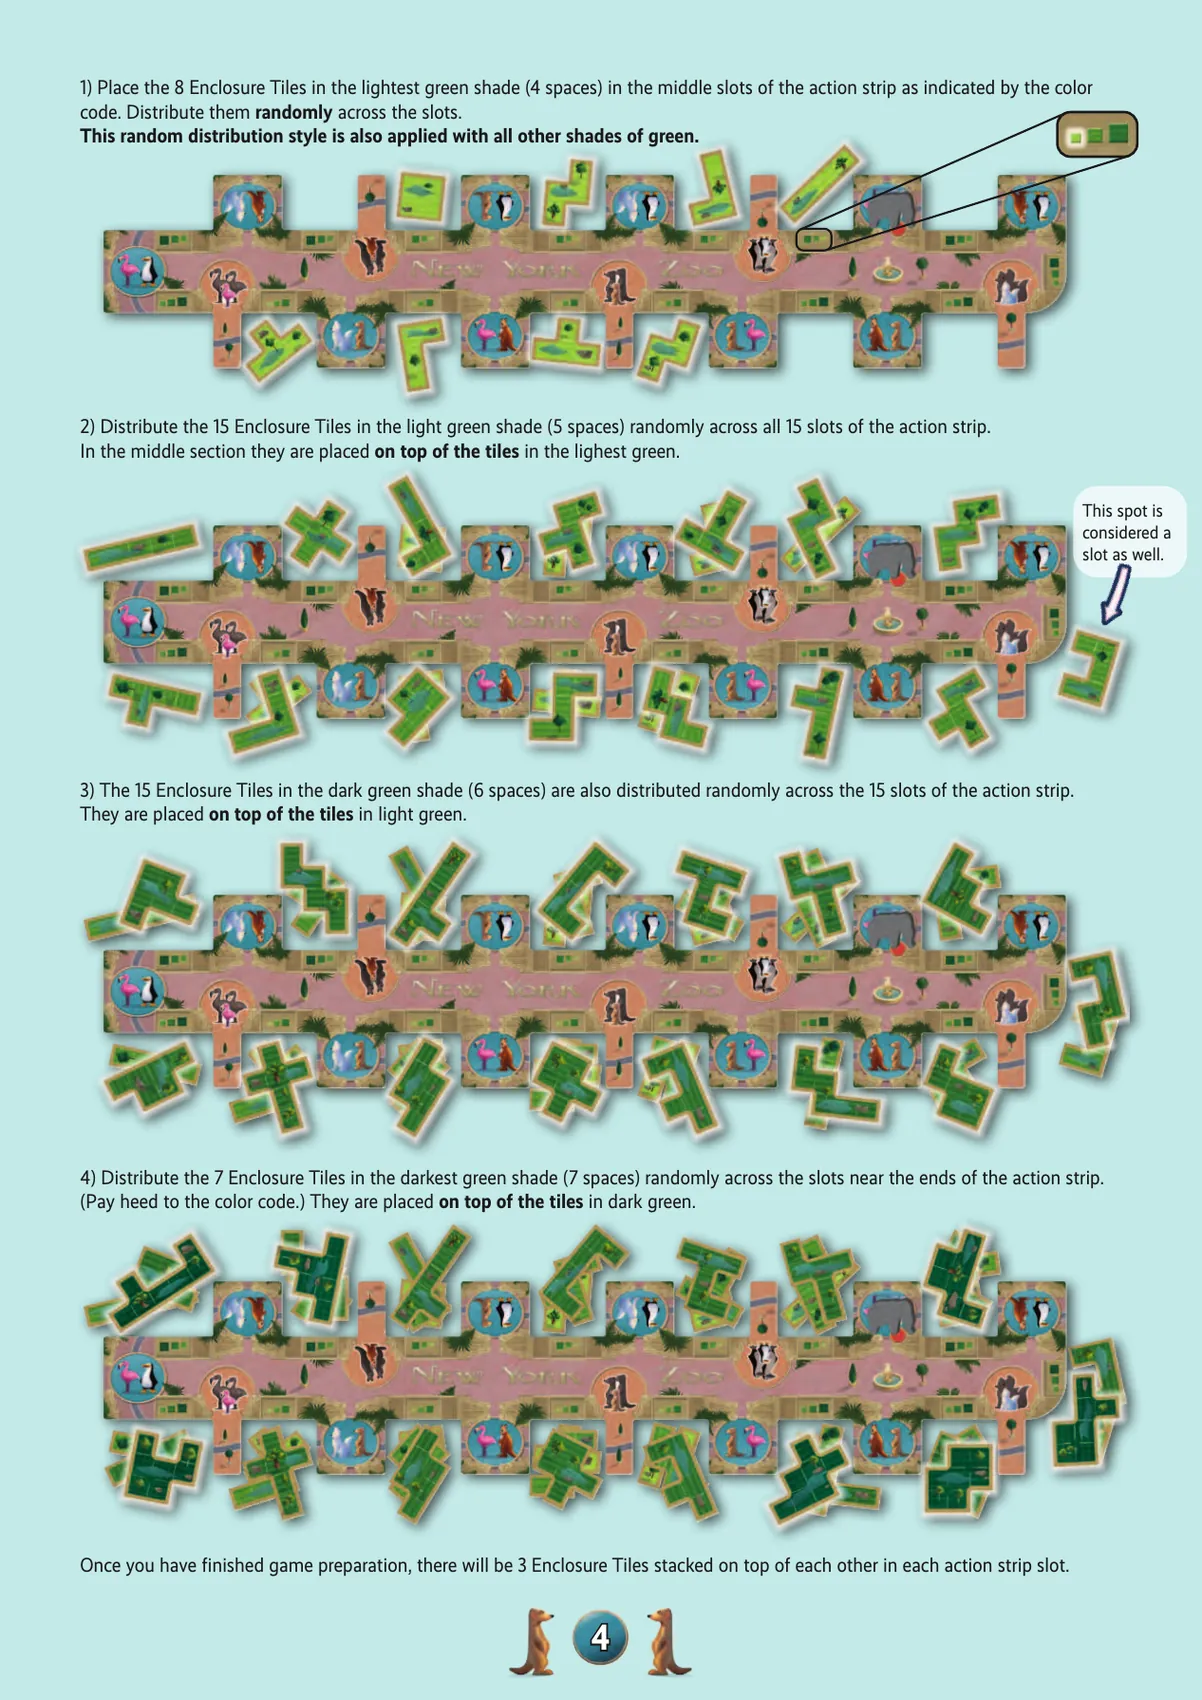 1) Place the 8 Enclosure Tiles in the lightest green shade (4 spaces) in the middle slots of the action strip as indicated by the color
code. Distribute them randomly across the slots.
This random distribution style is also applied with all other shades of green.
NEW YORK ZOO
2) Distribute the 15 Enclosure Tiles in the light green shade (5 spaces) randomly across all 15 slots of the action strip.
In the middle section they are placed on top of the tiles in the lighest green.
This spot is
considered a
slot as well.
NEW YORK ZOO
3) The 15 Enclosure Tiles in the dark green shade (6 spaces) are also distributed randomly across the 15 slots of the action strip.
They are placed on top of the tiles in light green.
NEW YORK ZOO
4) Distribute the 7 Enclosure Tiles in the darkest green shade (7 spaces) randomly across the slots near the ends of the action strip.
(Pay heed to the color code.) They are placed on top of the tiles in dark green.
NEW YORK ZOO
Once you have finished game preparation, there will be 3 Enclosure Tiles stacked on top of each other in each action strip slot.
4